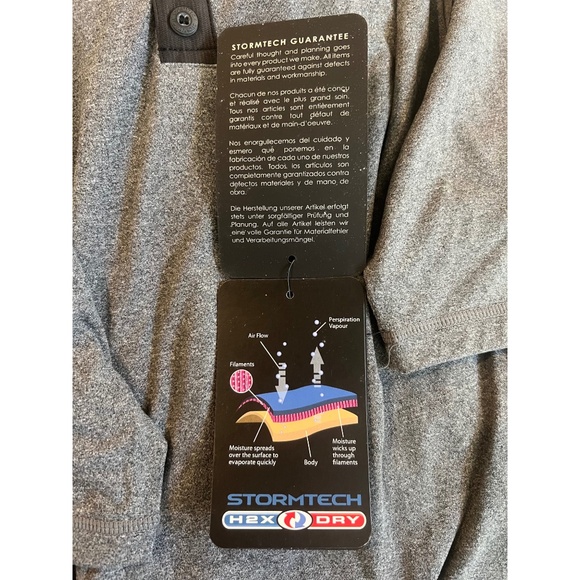 STORMTECH GUARANTEE
Careful thought and planning goes
into every product we make. All items
are fully guaranteed against defects
in materials and workmanship.
Chacun de nos produits a été conçu
et réalisé avec le plus grand soin.
Tous nos articles sont entièrement
garantis contre tout défaut de
matériaux et de main-d'oeuvre.
Nos enorgullecemos del cuidado y
esmero qué ponemos en la
fabricación de cada uno de nuestros
productos. Todos, los articulos son
completamente garantizados contra
defectos materiales y de mano de
obra.
Die Herstellung unserer Artikel erfolgt
stets unter sorgfältiger Prüfung und
Planung. Auf alle Artikel leisten wir
eine volle Garantie für Materialfehler
und Verarbeitungsmängel.
Perspiration
Vapour
Air Flow
Filaments
Moisture spreads
over the surface to
evaporate quickly
Body
Moisture
wicks up
through
filaments
STORMTECH
H2X DRY